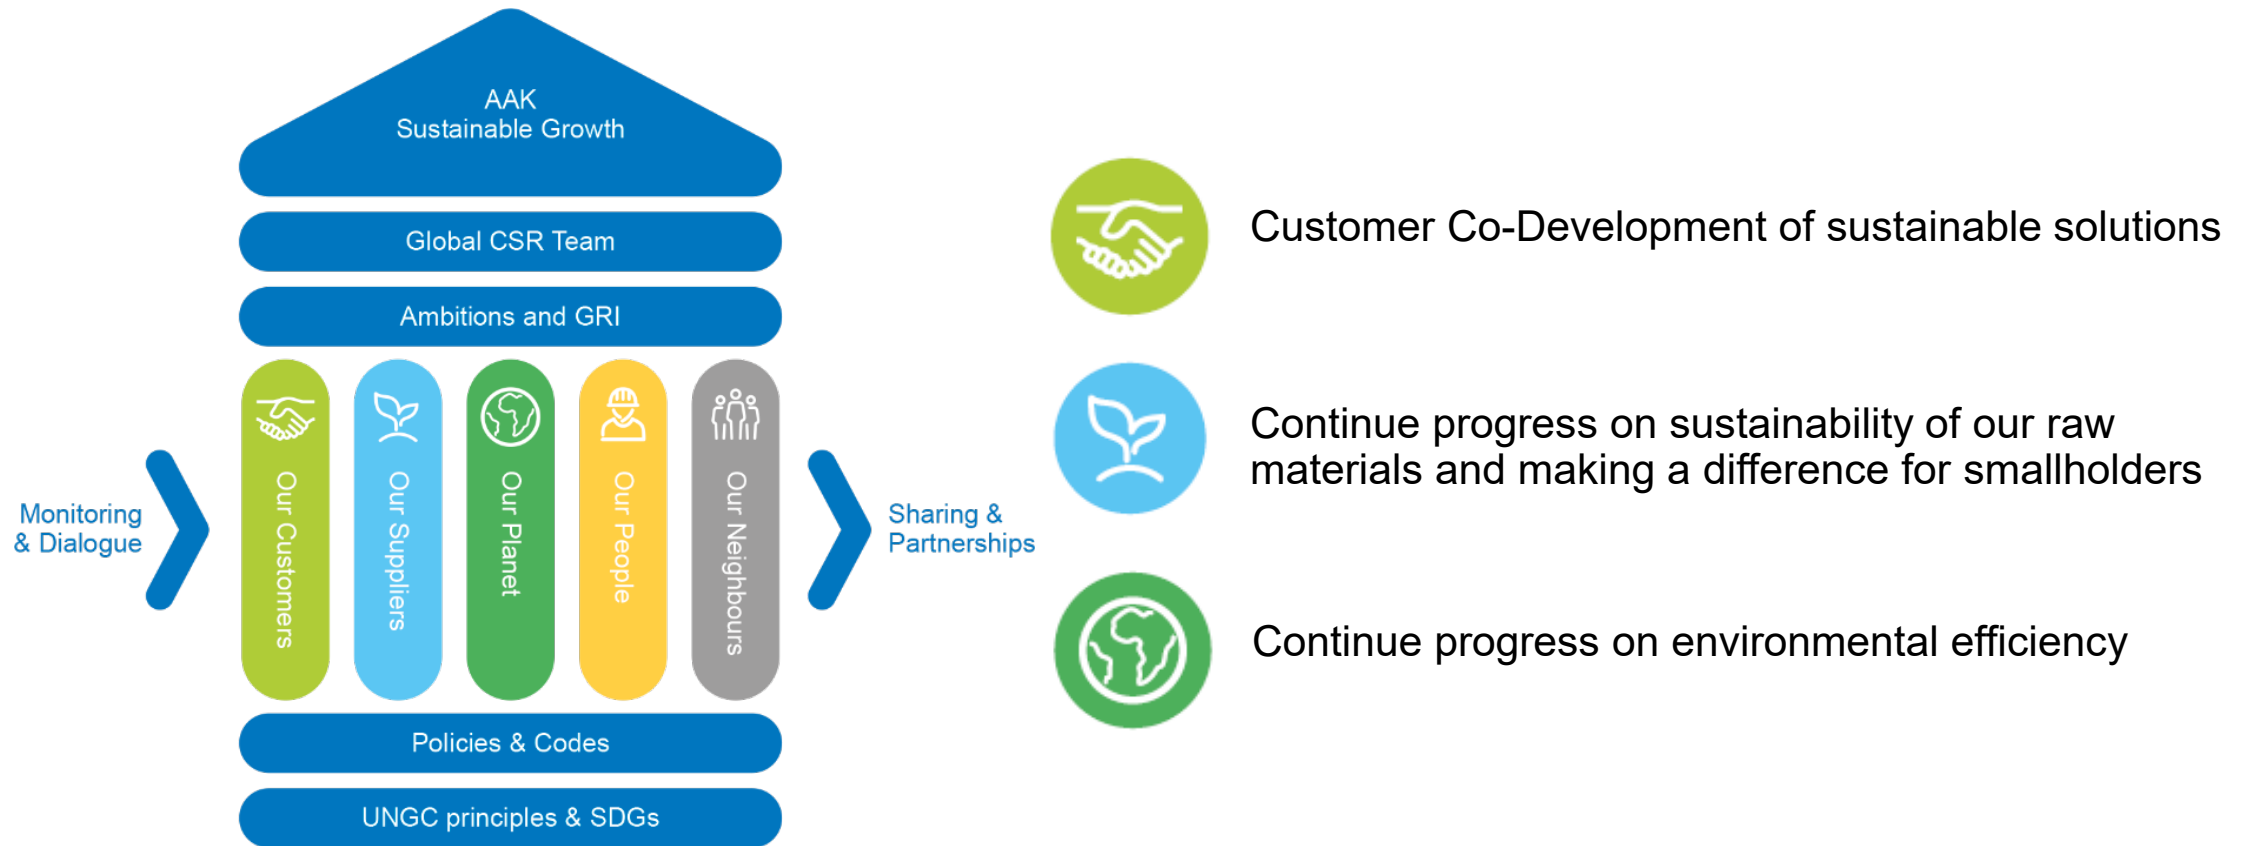 AAK
Sustainable Growth
Global CSR Team
Ambitions and GRI
Monitoring
& Dialogue
Our Customers
Our Suppliers
Our Planet
Our People
Our Neighbours
Sharing &
Partnerships
Policies & Codes
UNGC principles & SDGs
Customer Co-Development of sustainable solutions
Continue progress on sustainability of our raw
materials and making a difference for smallholders
Continue progress on environmental efficiency